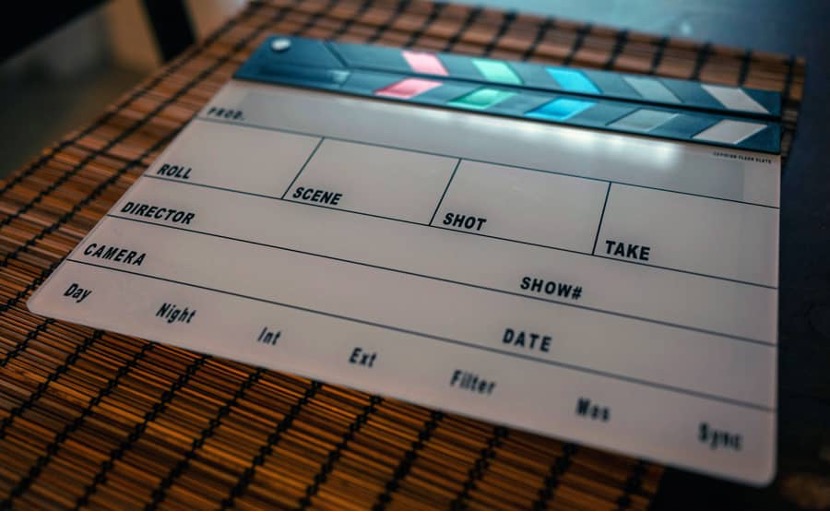 PROD.
ROLL SCENE SHOT TAKE
DIRECTOR SHOW#
CAMERA DATE
Day Night Int Ext Filter Mos Sync